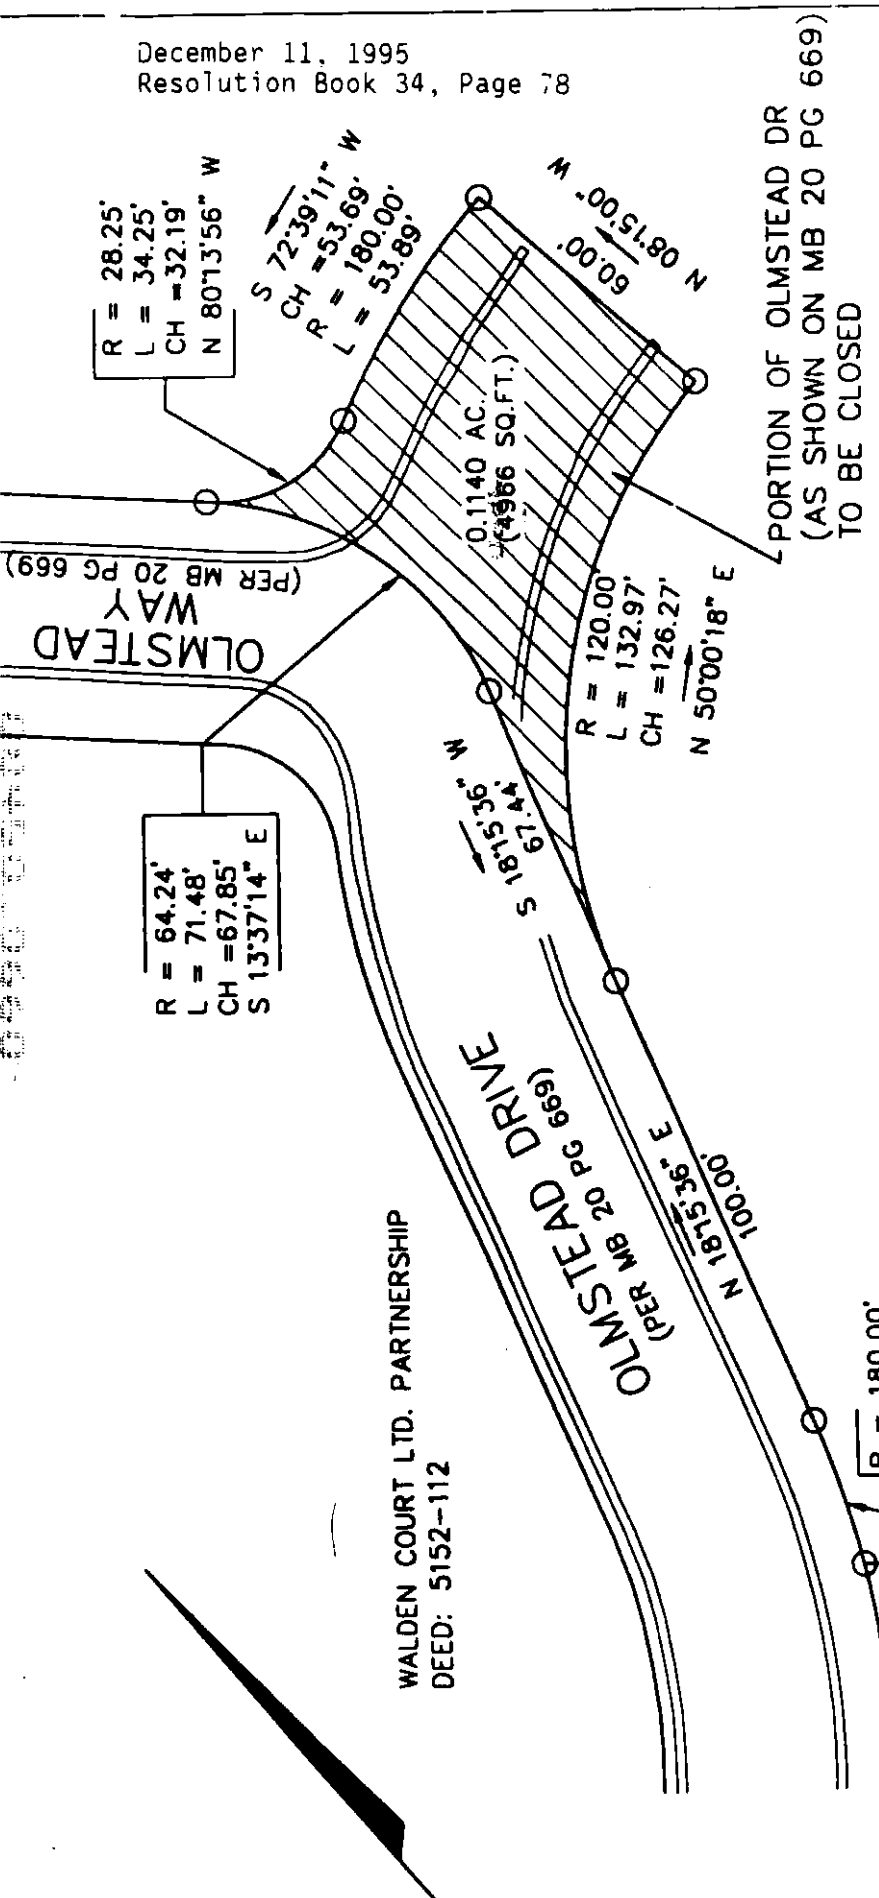 December 11, 1995
Resolution Book 34, Page 78
R = 28.25'
L = 34.25'
CH =32.19'
N 80°13'56" W
S 72°39'11" W
CH =53.69'
R = 180.00'
L = 53.89'
60.00'
N 08°15'00" W
PORTION OF OLMSTEAD DR
(AS SHOWN ON MB 20 PG 669)
TO BE CLOSED
0.1140 AC.
(4966 SQ.FT.)
OLMSTEAD
WAY
(PER MB 20 PG 669)
R = 120.00'
L = 132.97'
CH =126.27'
N 50°00'18" E
S 18°15'36" W
67.44'
R = 64.24'
L = 71.48'
CH =67.85'
S 13°37'14" E
OLMSTEAD DRIVE
(PER MB 20 PG 669)
N 18°15'36" E
100.00'
WALDEN COURT LTD. PARTNERSHIP
DEED: 5152-112
R = 180.00'